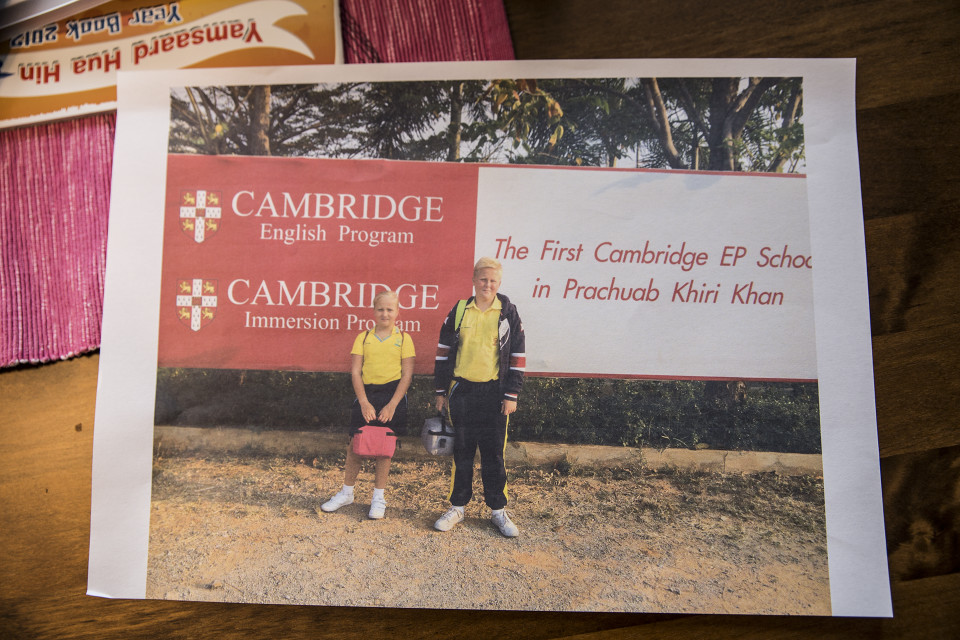 Yamsaard Hua Hin
Year Book 2017
CAMBRIDGE
English Program
CAMBRIDGE
Immersion Program
The First Cambridge EP Schoo
in Prachuab Khiri Khan